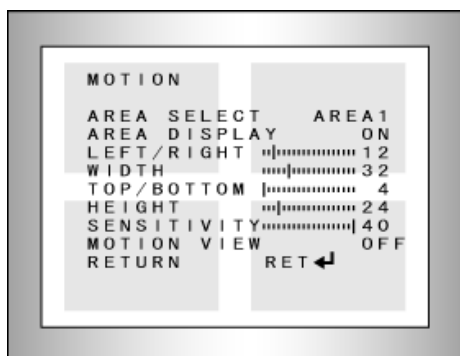 MOTION
AREA SELECT AREA1
AREA DISPLAY ON
LEFT/RIGHT 12
WIDTH 32
TOP/BOTTOM 4
HEIGHT 24
SENSITIVITY 40
MOTION VIEW OFF
RETURN RET